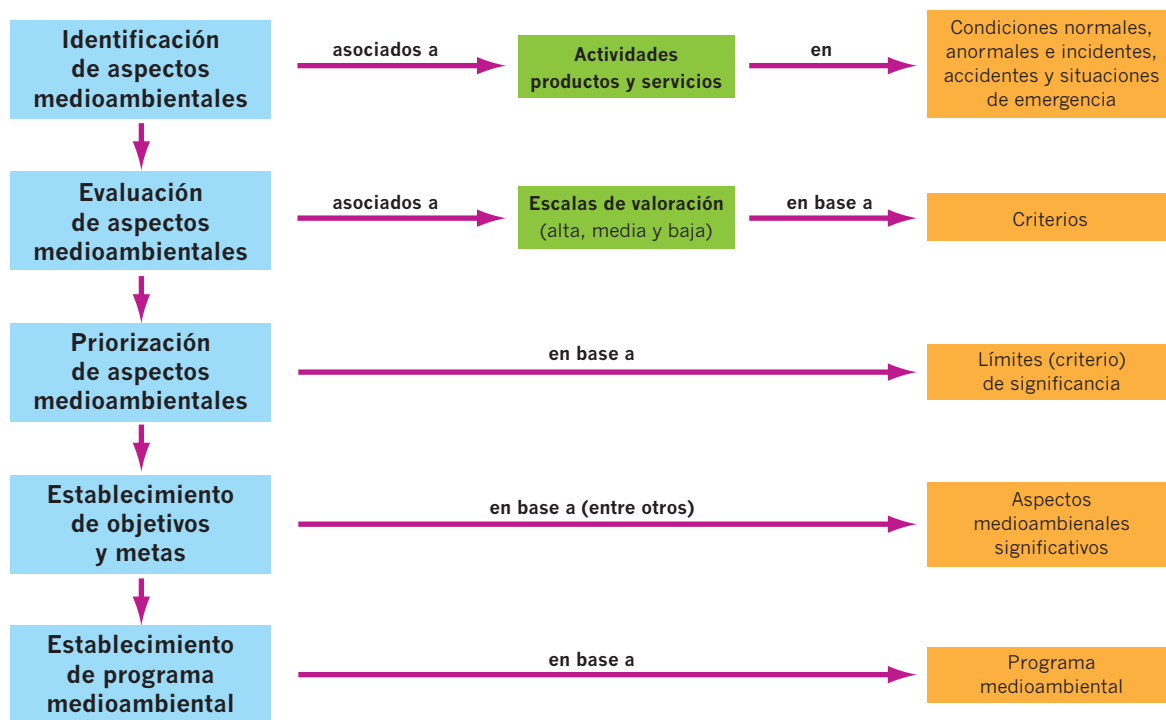 Identificación
de aspectos
medioambientales
asociados a
Actividades
productos y servicios
en
Condiciones normales,
anormales e incidentes,
accidentes y situaciones
de emergencia
Evaluación
de aspectos
medioambientales
asociados a
Escalas de valoración
(alta, media y baja)
en base a
Criterios
Priorización
de aspectos
medioambientales
en base a
Límites (criterio)
de significancia
Establecimiento
de objetivos
y metas
en base a (entre otros)
Aspectos
medioambienales
significativos
Establecimiento
de programa
medioambiental
en base a
Programa
medioambiental